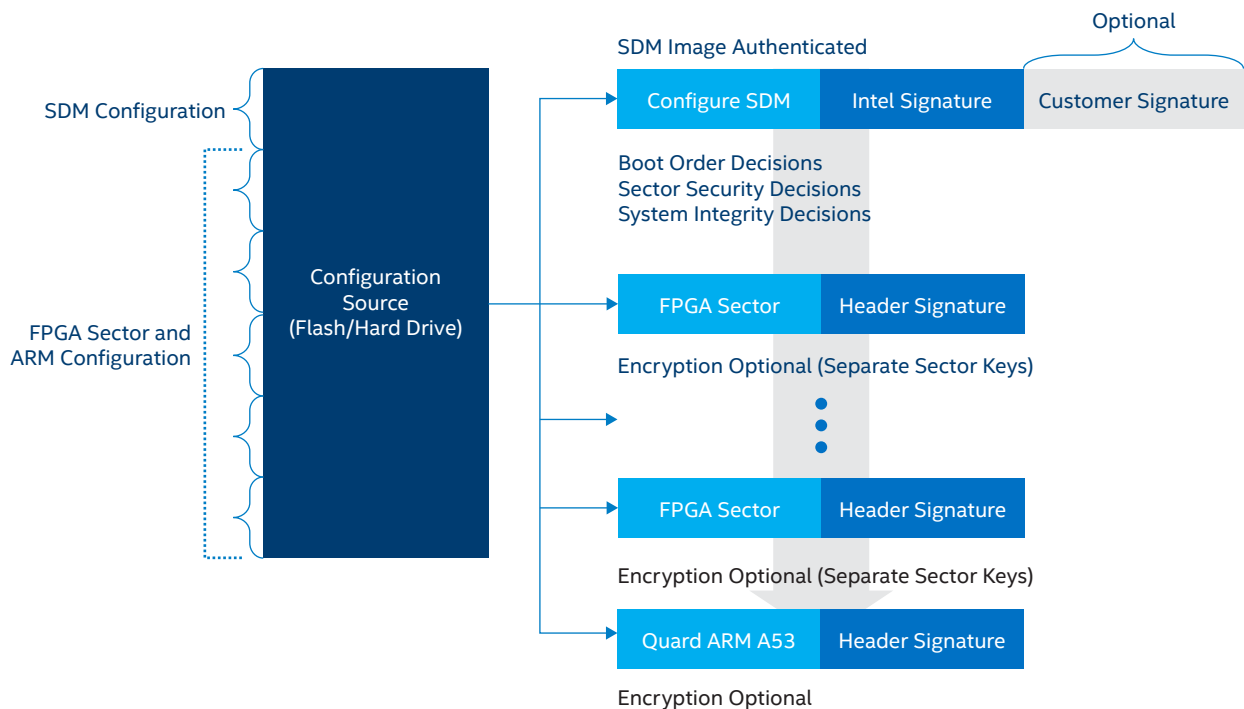 Optional
SDM Image Authenticated
SDM Configuration
Configure SDM
Intel Signature
Customer Signature
Boot Order Decisions
Sector Security Decisions
System Integrity Decisions
Configuration
Source
(Flash/Hard Drive)
FPGA Sector
Header Signature
FPGA Sector and
ARM Configuration
Encryption Optional (Separate Sector Keys)
FPGA Sector
Header Signature
Encryption Optional (Separate Sector Keys)
Quard ARM A53
Header Signature
Encryption Optional